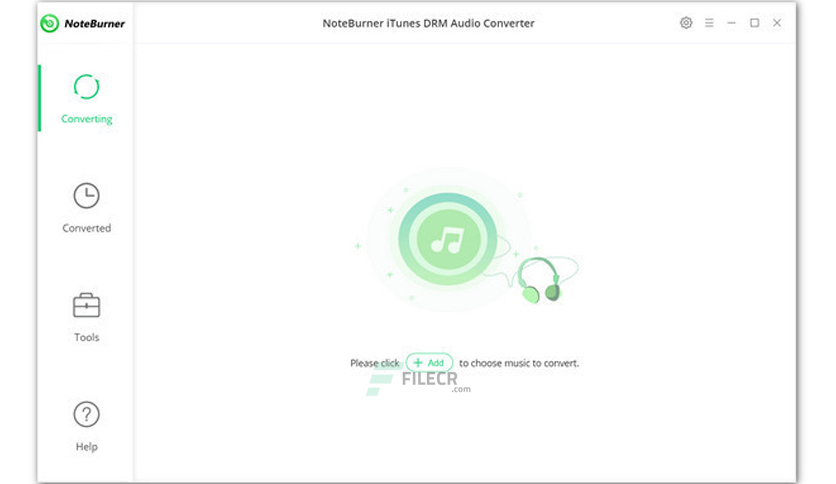 NoteBurner
NoteBurner iTunes DRM Audio Converter
Converting
Converted
Tools
Help
Please click + Add to choose music to convert.
FILECR
.com